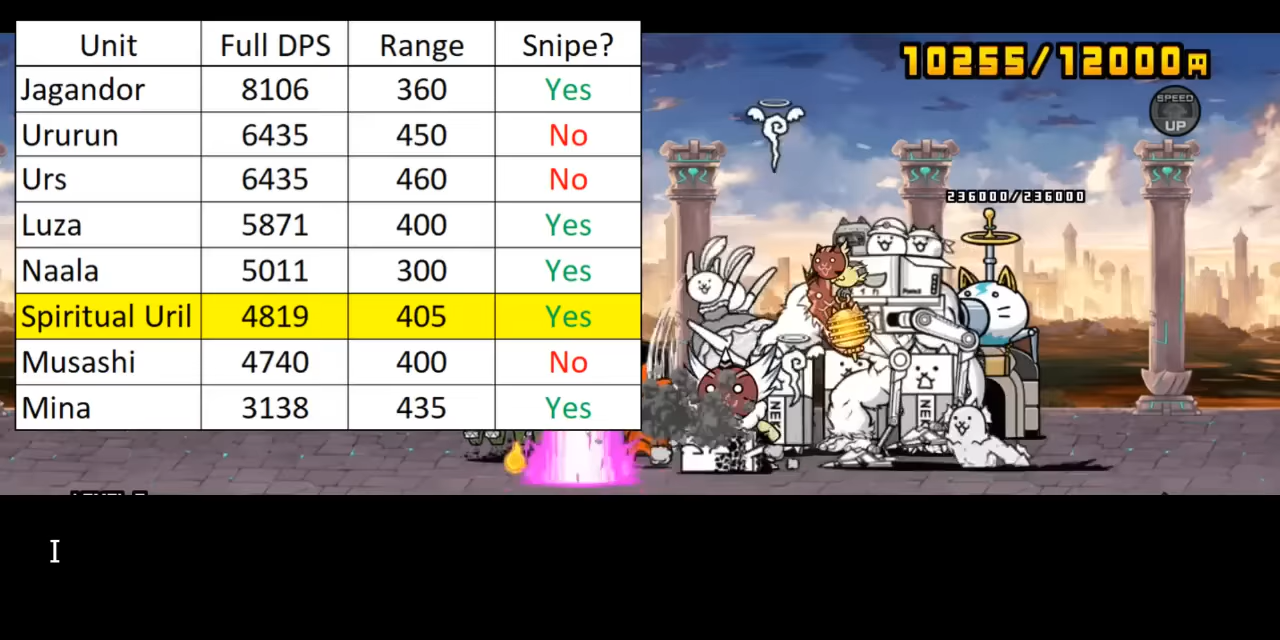 Unit Full DPS Range Snipe?
Jagandor 8106 360 Yes
Ururun 6435 450 No
Urs 6435 460 No
Luza 5871 400 Yes
Naala 5011 300 Yes
Spiritual Uril 4819 405 Yes
Musashi 4740 400 No
Mina 3138 435 Yes
10255/12000円
SPEED
UP
236000/236000
I